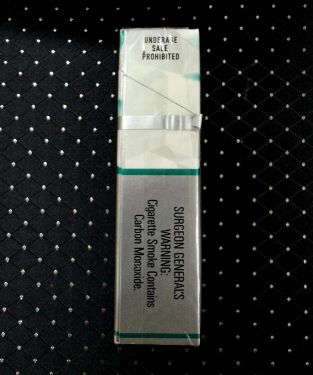 UNDERAGE
SALE
PROHIBITED
SURGEON GENERAL'S
WARNING:
Cigarette Smoke Contains
Carbon Monoxide.